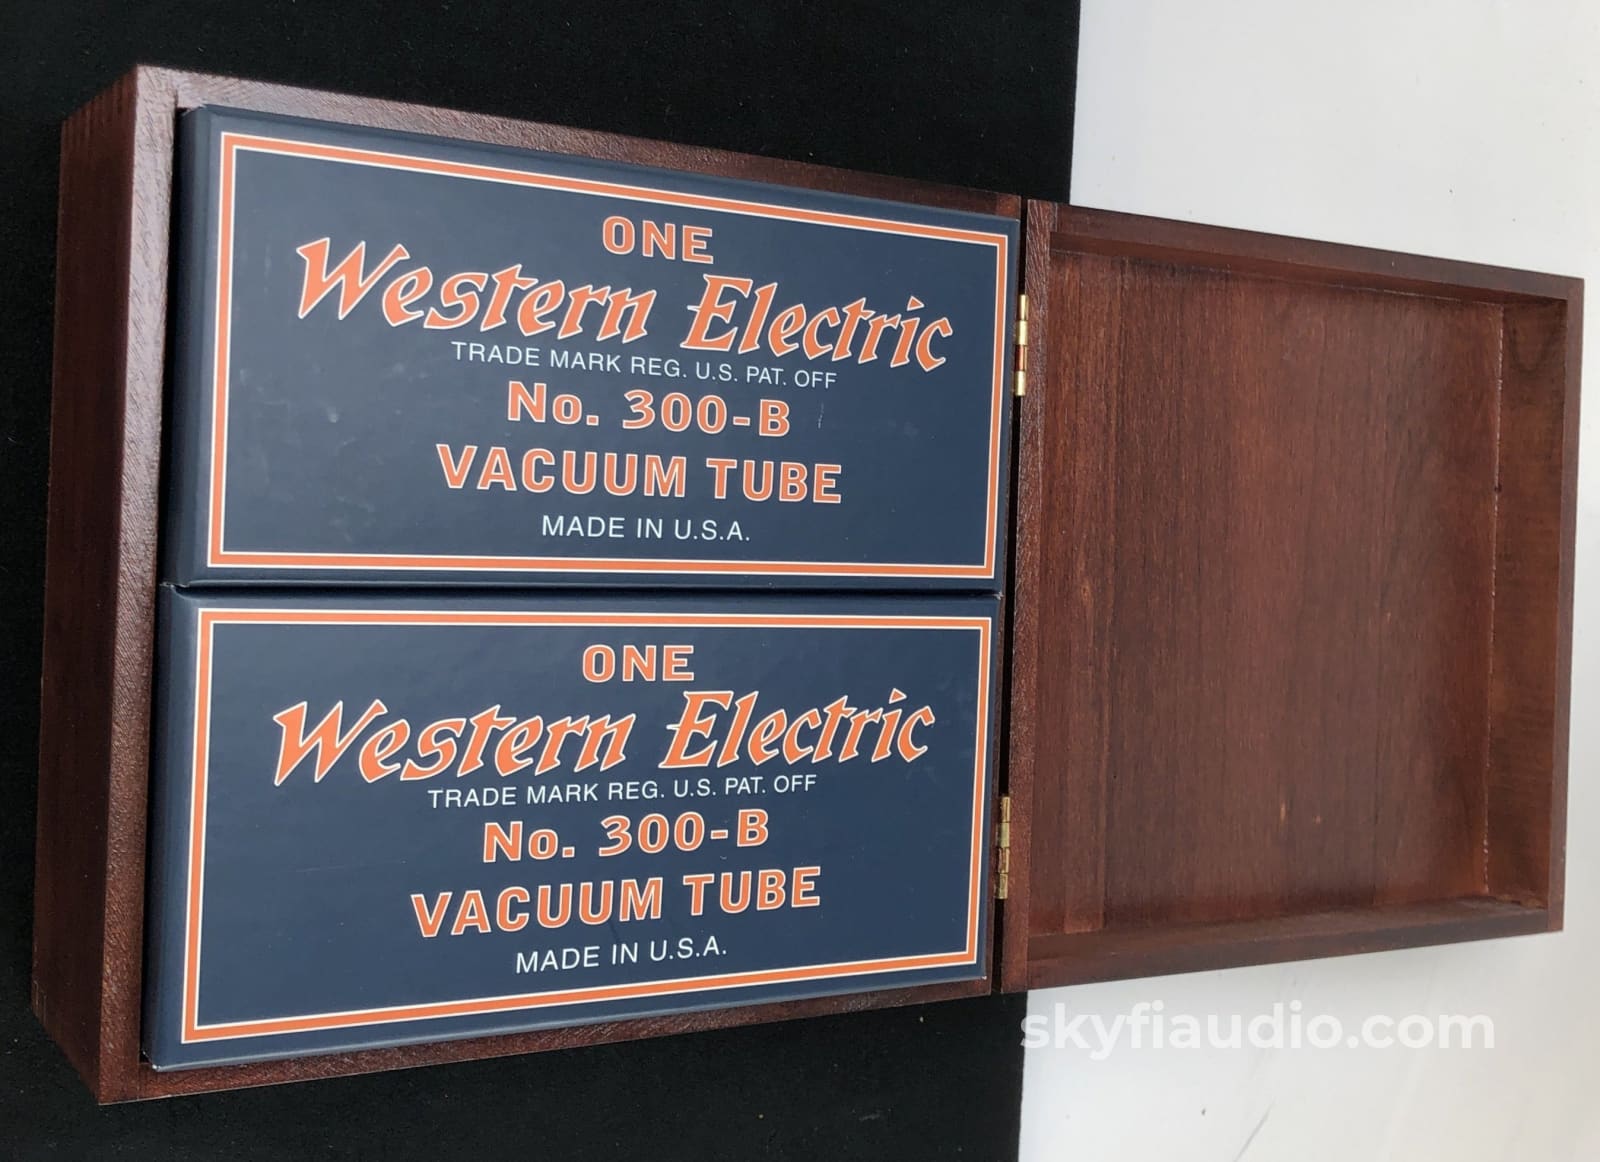 ONE
Western Electric
TRADE MARK REG. U.S. PAT. OFF
No. 300-B
VACUUM TUBE
MADE IN U.S.A.
ONE
Western Electric
TRADE MARK REG. U.S. PAT. OFF
No. 300-B
VACUUM TUBE
MADE IN U.S.A.
skyfiaudio.com